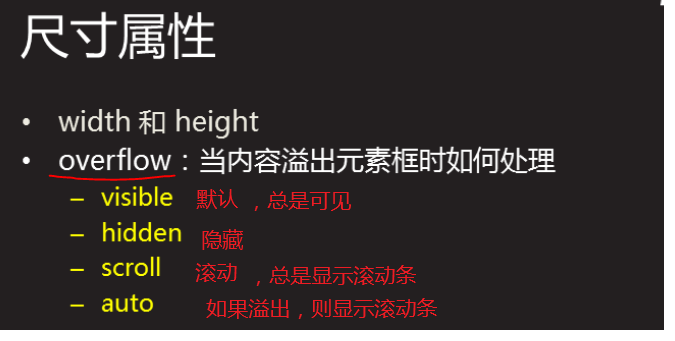 尺寸属性
• width 和 height
• overflow：当内容溢出元素框时如何处理
– visible 默认，总是可见
– hidden 隐藏
– scroll 滚动，总是显示滚动条
– auto 如果溢出，则显示滚动条